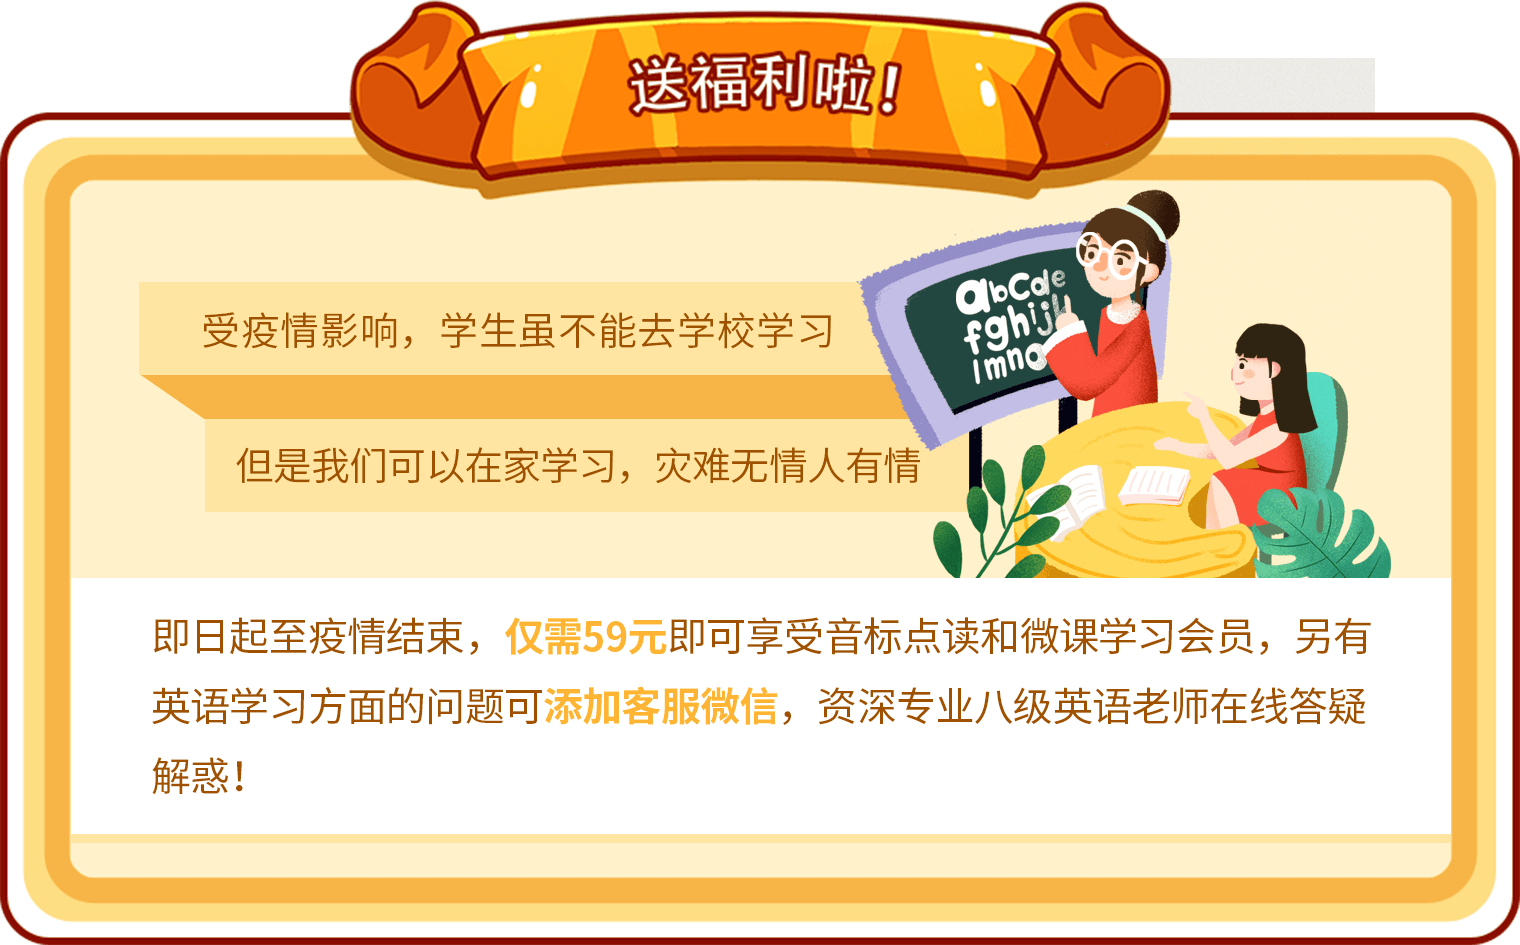 送福利啦!
受疫情影响，学生虽不能去学校学习
但是我们可以在家学习，灾难无情人有情
abcde
fghijk
lmno
即日起至疫情结束，仅需59元即可享受音标点读和微课学习会员，另有
英语学习方面的问题可添加客服微信，资深专业八级英语老师在线答疑
解惑！